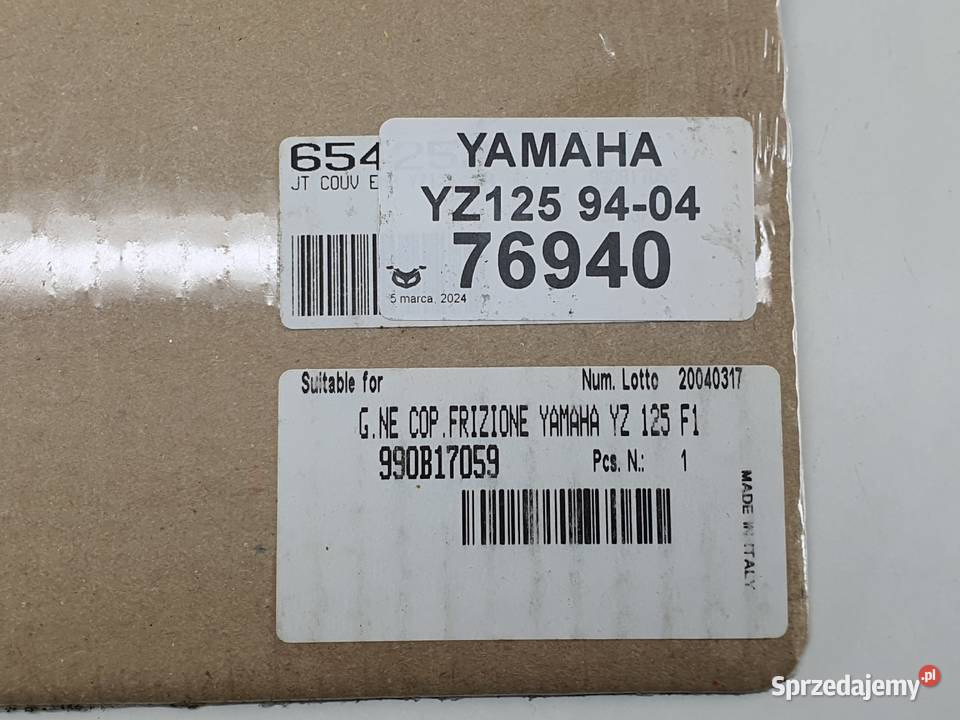 YAMAHA
YZ125 94-04
76940
5 marca, 2024
654
JT COUV E
Suitable for
Num. Lotto 20040317
G.NE COP.FRIZIONE YAMAHA YZ 125 F1
990B17059
Pcs. N.: 1
MADE IN ITALY
Sprzedajemy.pl